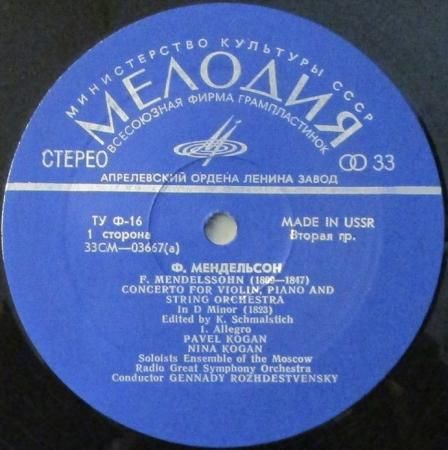 МИНИСТЕРСТВО КУЛЬТУРЫ СССР
МЕЛОДИЯ
ВСЕСОЮЗНАЯ ФИРМА ГРАМПЛАСТИНОК
СТЕРЕО
33
АПРЕЛЕВСКИЙ ОРДЕНА ЛЕНИНА ЗАВОД
ТУ Ф-16
MADE IN USSR
1 сторона
Вторая гр.
33СМ—03667(а)
Ф. МЕНДЕЛЬСОН
F. MENDELSSOHN (1809—1847)
CONCERTO FOR VIOLIN, PIANO AND
STRING ORCHESTRA
In D Minor (1823)
Edited by K. Schmalstich
1. Allegro
PAVEL KOGAN
NINA KOGAN
Soloists Ensemble of the Moscow
Radio Great Symphony Orchestra
Conductor GENNADY ROZHDESTVENSKY